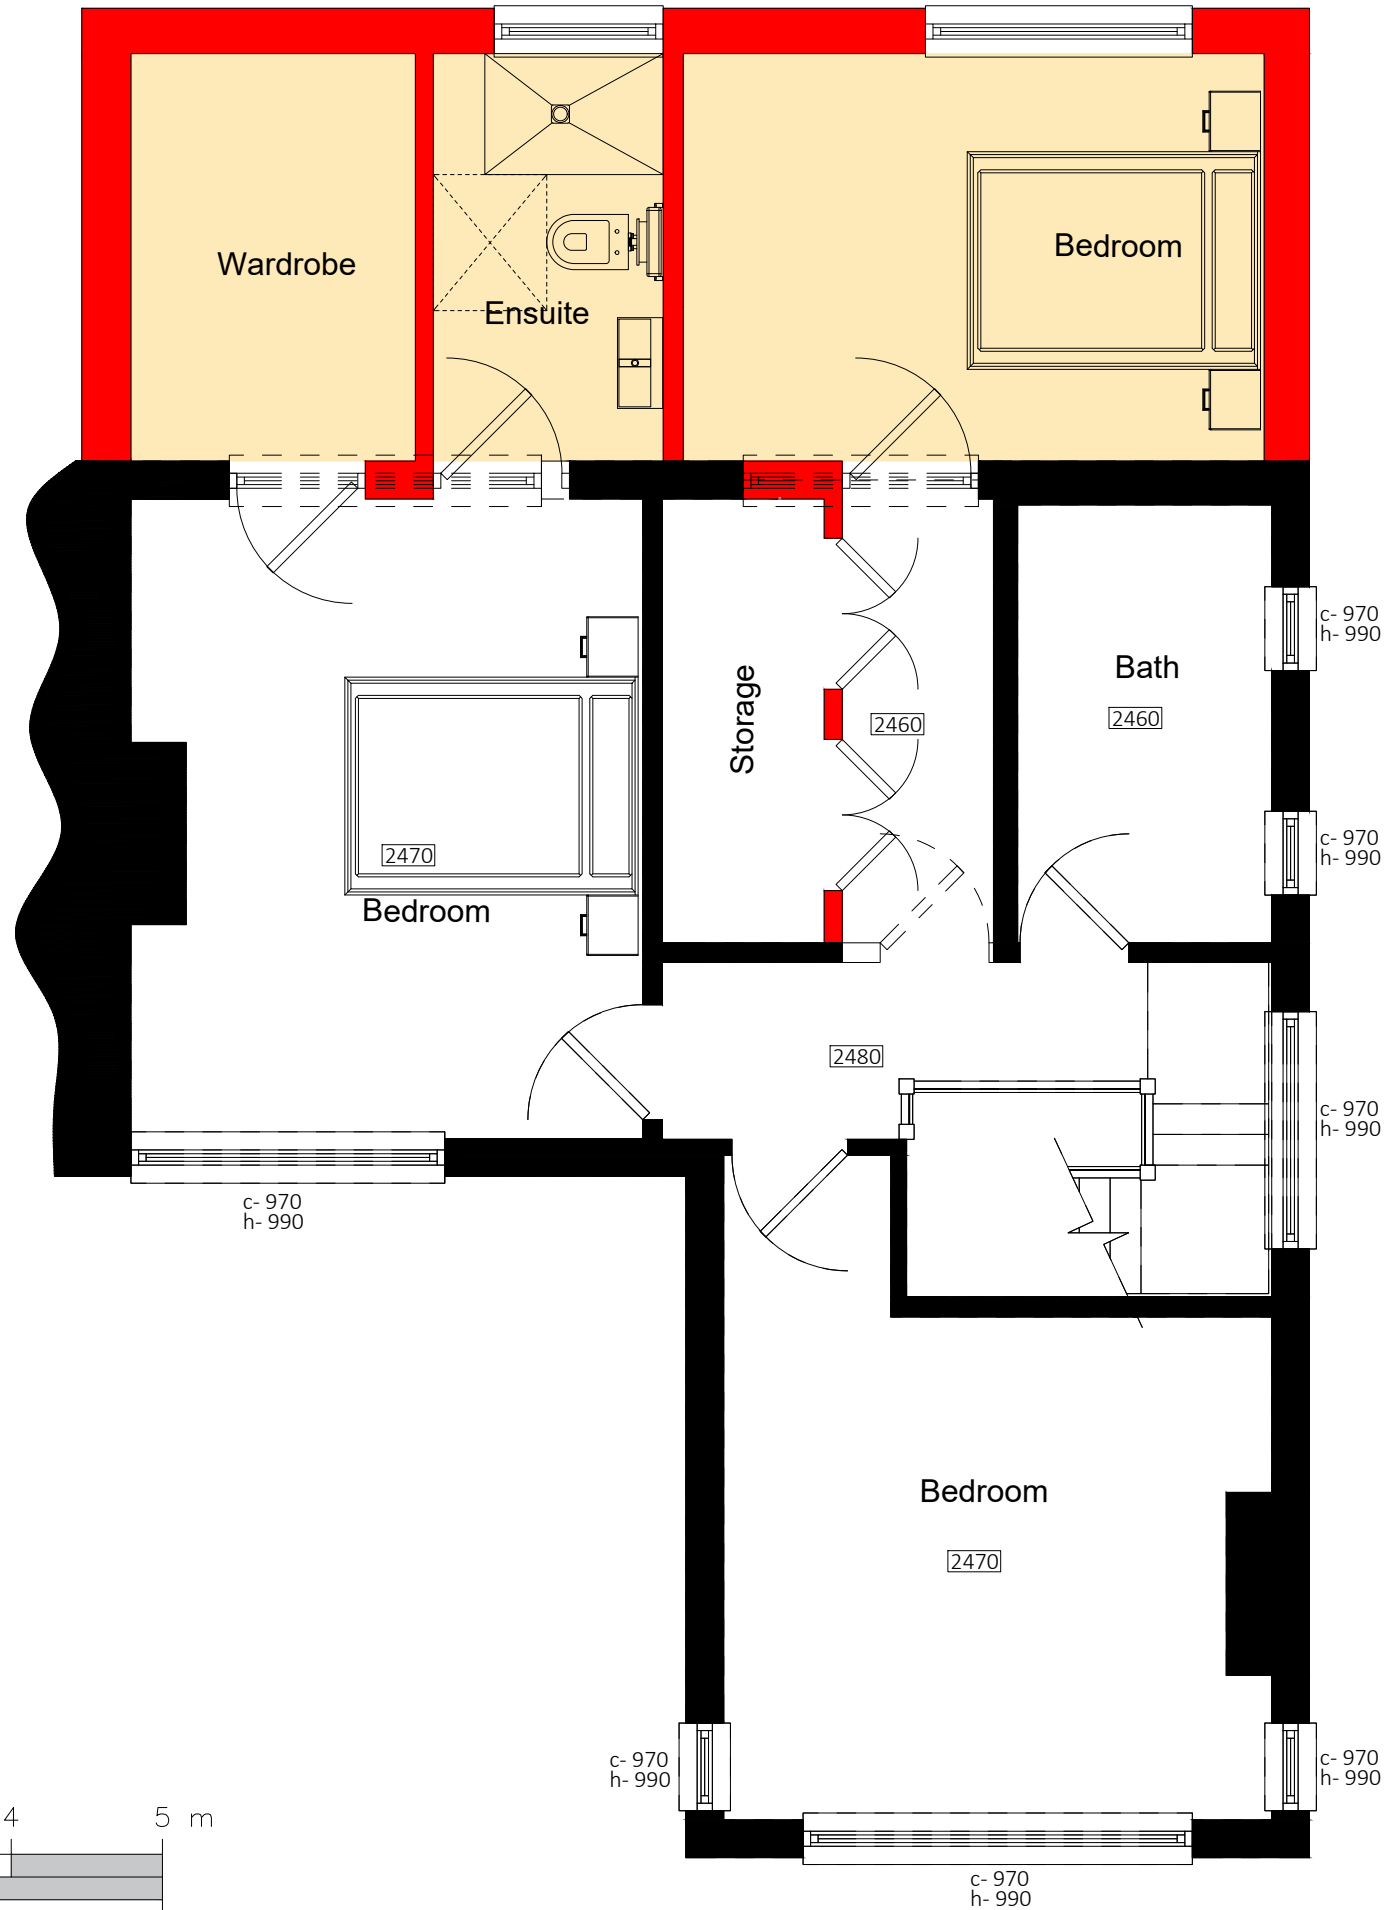 Wardrobe
Ensuite
Bedroom
c- 970
h- 990
Bath
2460
Storage
2460
c- 970
h- 990
2470
Bedroom
2480
c- 970
h- 990
c- 970
h- 990
Bedroom
2470
c- 970
h- 990
c- 970
h- 990
4
5 m
c- 970
h- 990